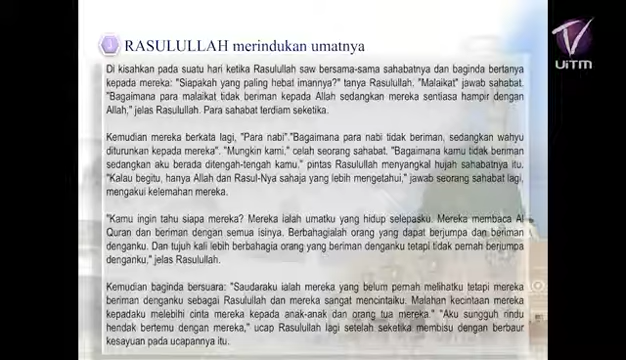 3 RASULULLAH merindukan umatnya
UiTM
Di kisahkan pada suatu hari ketika Rasulullah saw bersama-sama sahabatnya dan baginda bertanya
kepada mereka: "Siapakah yang paling hebat imannya?" tanya Rasulullah. "Malaikat" jawab sahabat.
"Bagaimana para malaikat tidak beriman kepada Allah sedangkan mereka sentiasa hampir dengan
Allah," jelas Rasulullah. Para sahabat terdiam seketika.
Kemudian mereka berkata lagi, "Para nabi"."Bagaimana para nabi tidak beriman, sedangkan wahyu
diturunkan kepada mereka". "Mungkin kami," celah seorang sahabat. "Bagaimana kamu tidak beriman
sedangkan aku berada ditengah-tengah kamu," pintas Rasulullah menyangkal hujah sahabatnya itu.
"Kalau begitu, hanya Allah dan Rasul-Nya sahaja yang lebih mengetahui," jawab seorang sahabat lagi,
mengakui kelemahan mereka.
"Kamu ingin tahu siapa mereka? Mereka ialah umatku yang hidup selepasku. Mereka membaca Al
Quran dan beriman dengan semua isinya. Berbahagialah orang yang dapat berjumpa dan beriman
denganku. Dan tujuh kali lebih berbahagia orang yang beriman denganku tetapi tidak pernah berjumpa
denganku," jelas Rasulullah.
Kemudian baginda bersuara: "Saudaraku ialah mereka yang belum pernah melihatku tetapi mereka
beriman denganku sebagai Rasulullah dan mereka sangat mencintaiku. Malahan kecintaan mereka
kepadaku melebihi cinta mereka kepada anak-anak dan orang tua mereka." "Aku sungguh rindu
hendak bertemu dengan mereka," ucap Rasulullah lagi setelah seketika membisu dengan berbaur
kesayuan pada ucapannya itu.